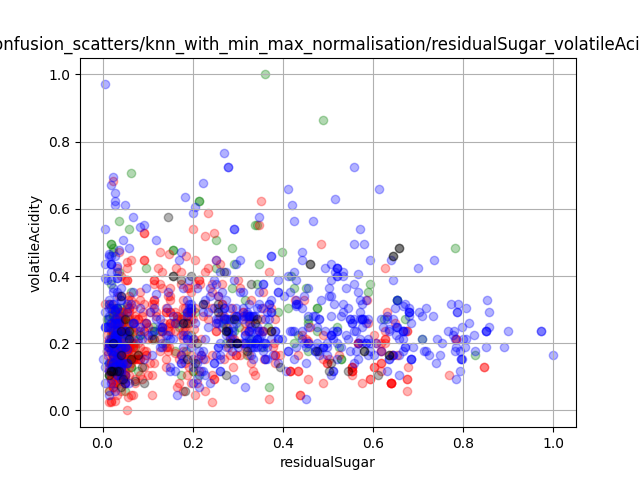 onfusion_scatters/knn_with_min_max_normalisation/residualSugar_volatileAci
1.0
0.8
0.6
0.4
0.2
0.0
volatileAcidity
0.0 0.2 0.4 0.6 0.8 1.0
residualSugar